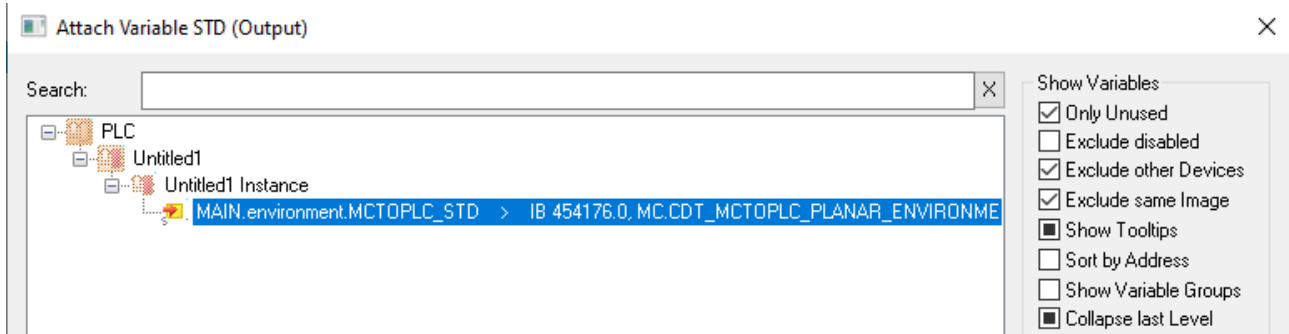 Attach Variable STD (Output)
Search:
PLC
Untitled1
Untitled1 Instance
MAIN.environment.MCTOPLC_STD > IB 454176.0, MC.CDT_MCTOPLC_PLANAR_ENVIRONME
Show Variables
Only Unused
Exclude disabled
Exclude other Devices
Exclude same Image
Show Tooltips
Sort by Address
Show Variable Groups
Collapse last Level